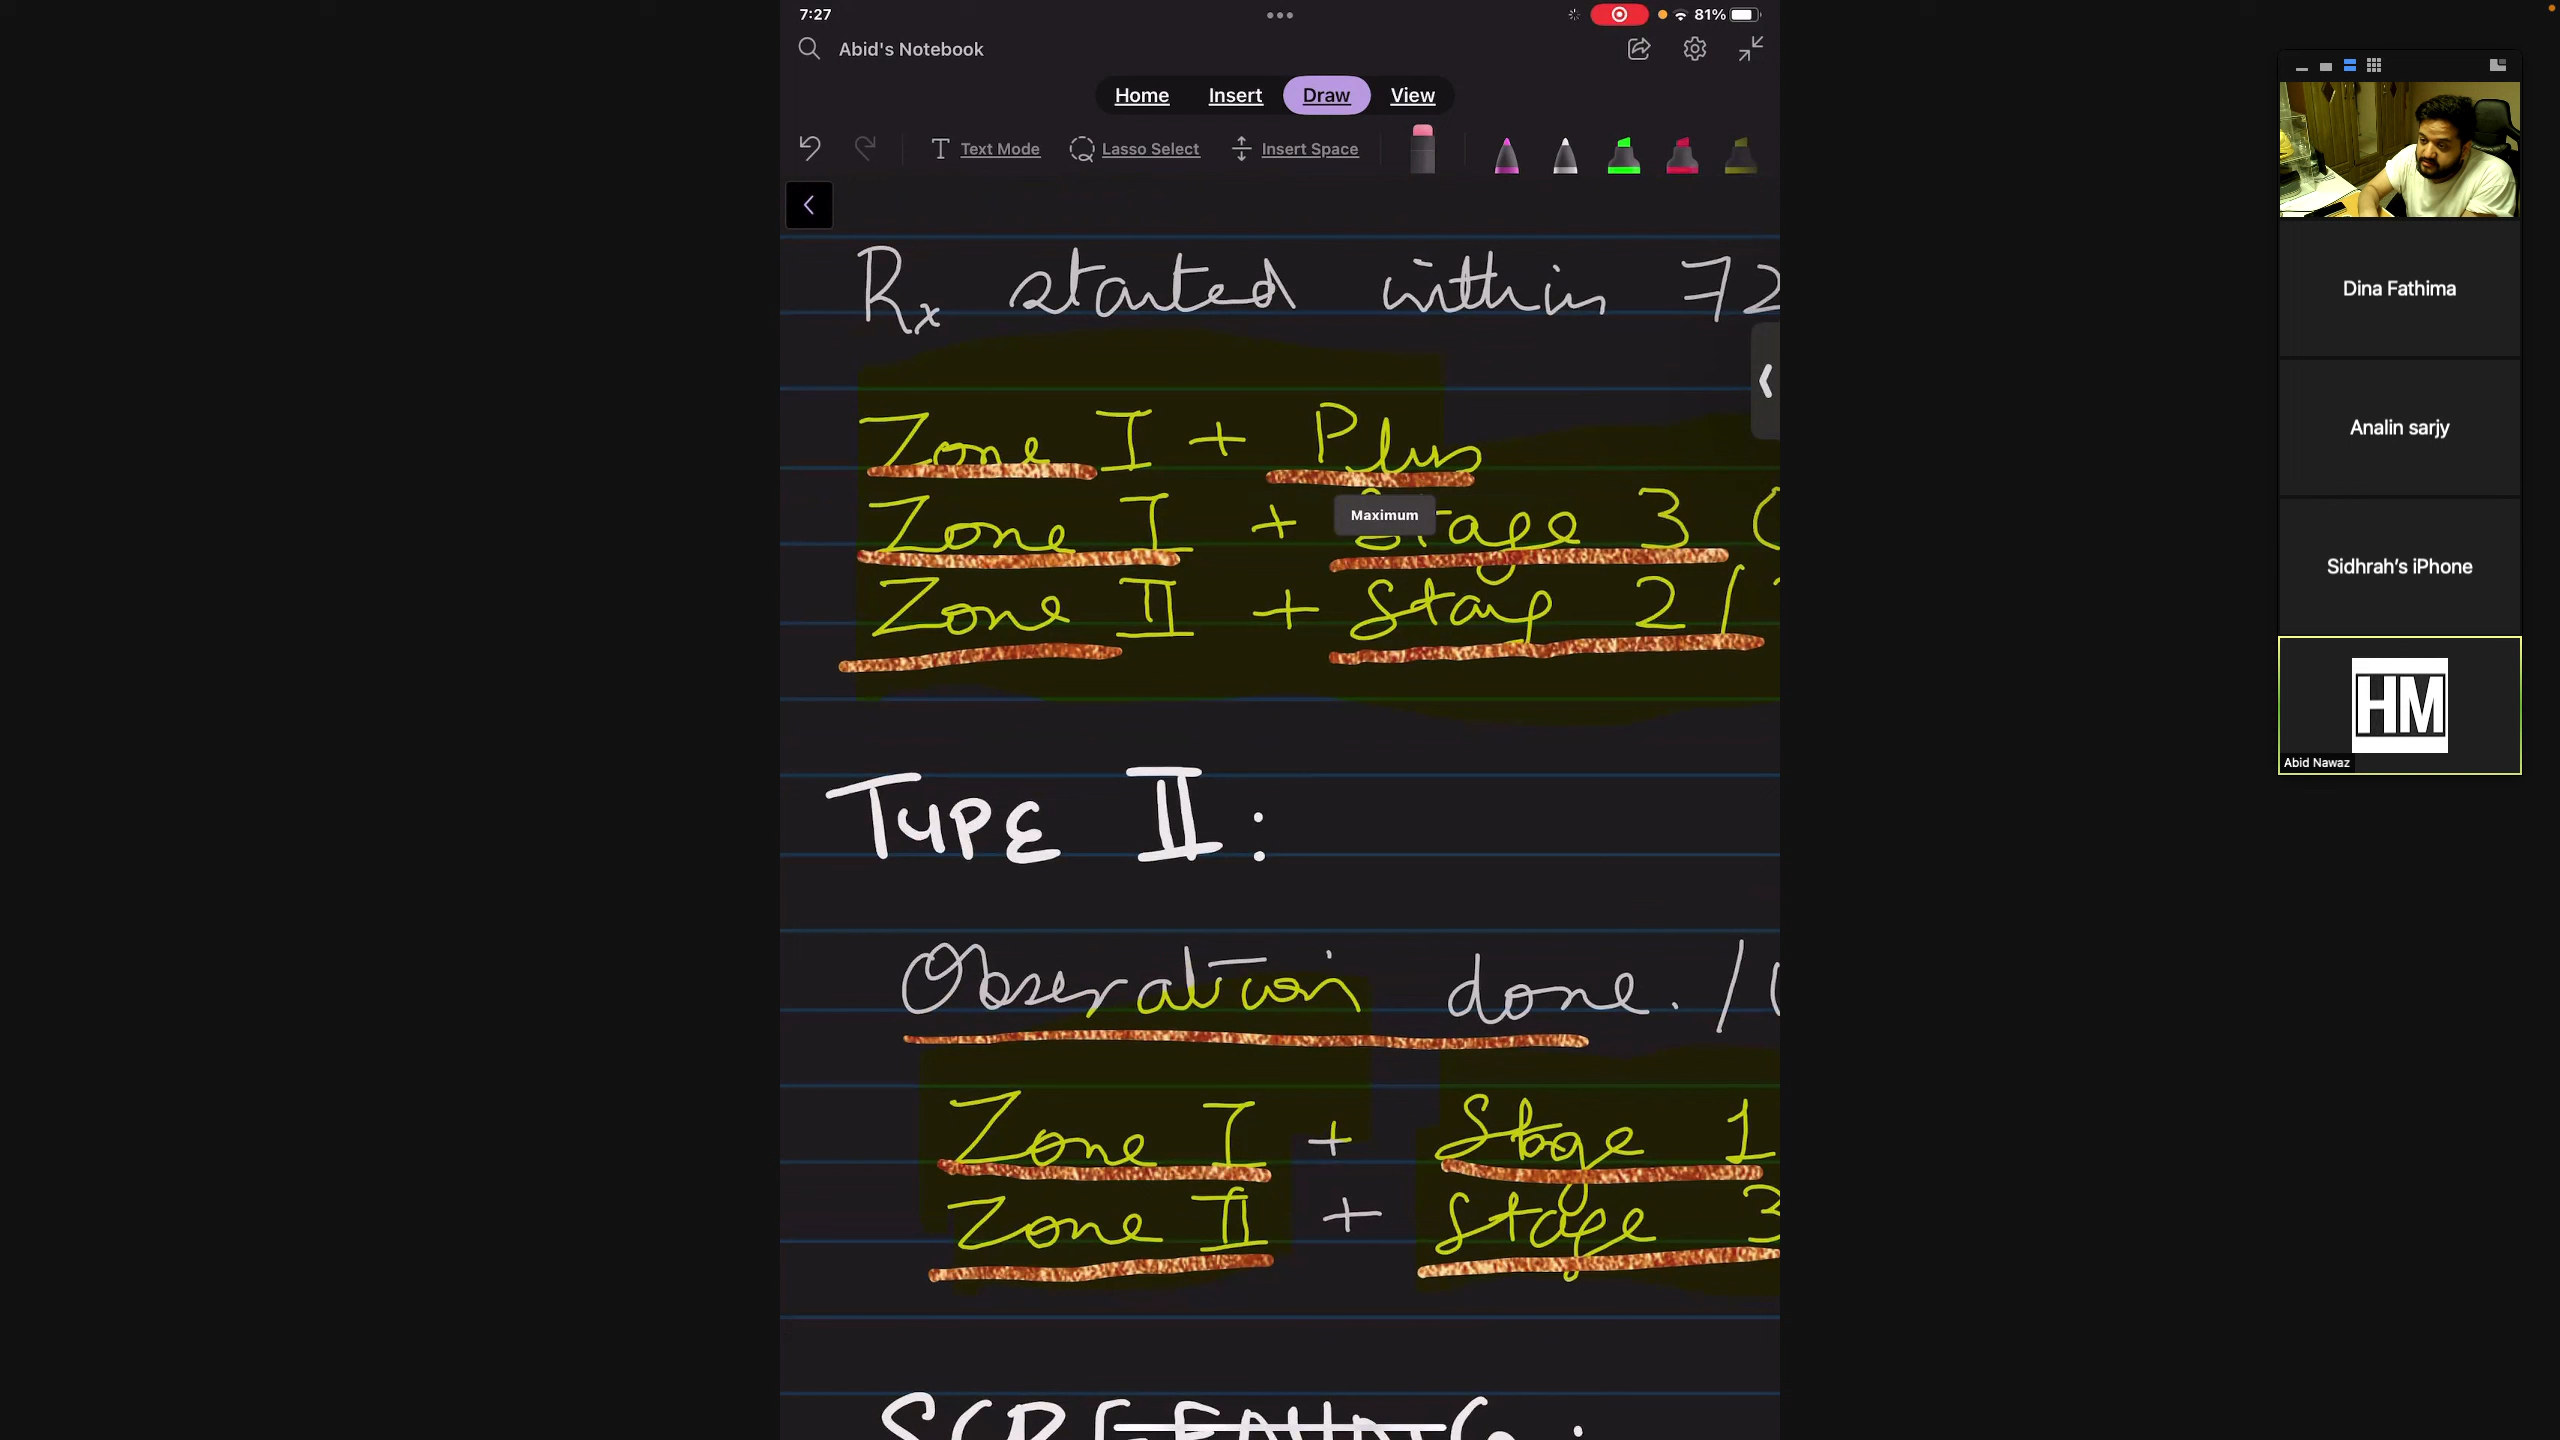 7:27
81%
Abid's Notebook
Home Insert Draw View
Text Mode Lasso Select Insert Space
Rx started within 72
Zone I + Plus
Zone I + Stage 3 (
Maximum
Zone II + Stage 2 /
TYPE II :
Observation done. / (
Zone I + Stage 1
Zone II + Stage 3
SCREENING :
Dina Fathima
Analin sarjy
Sidhrah’s iPhone
HM
Abid Nawaz